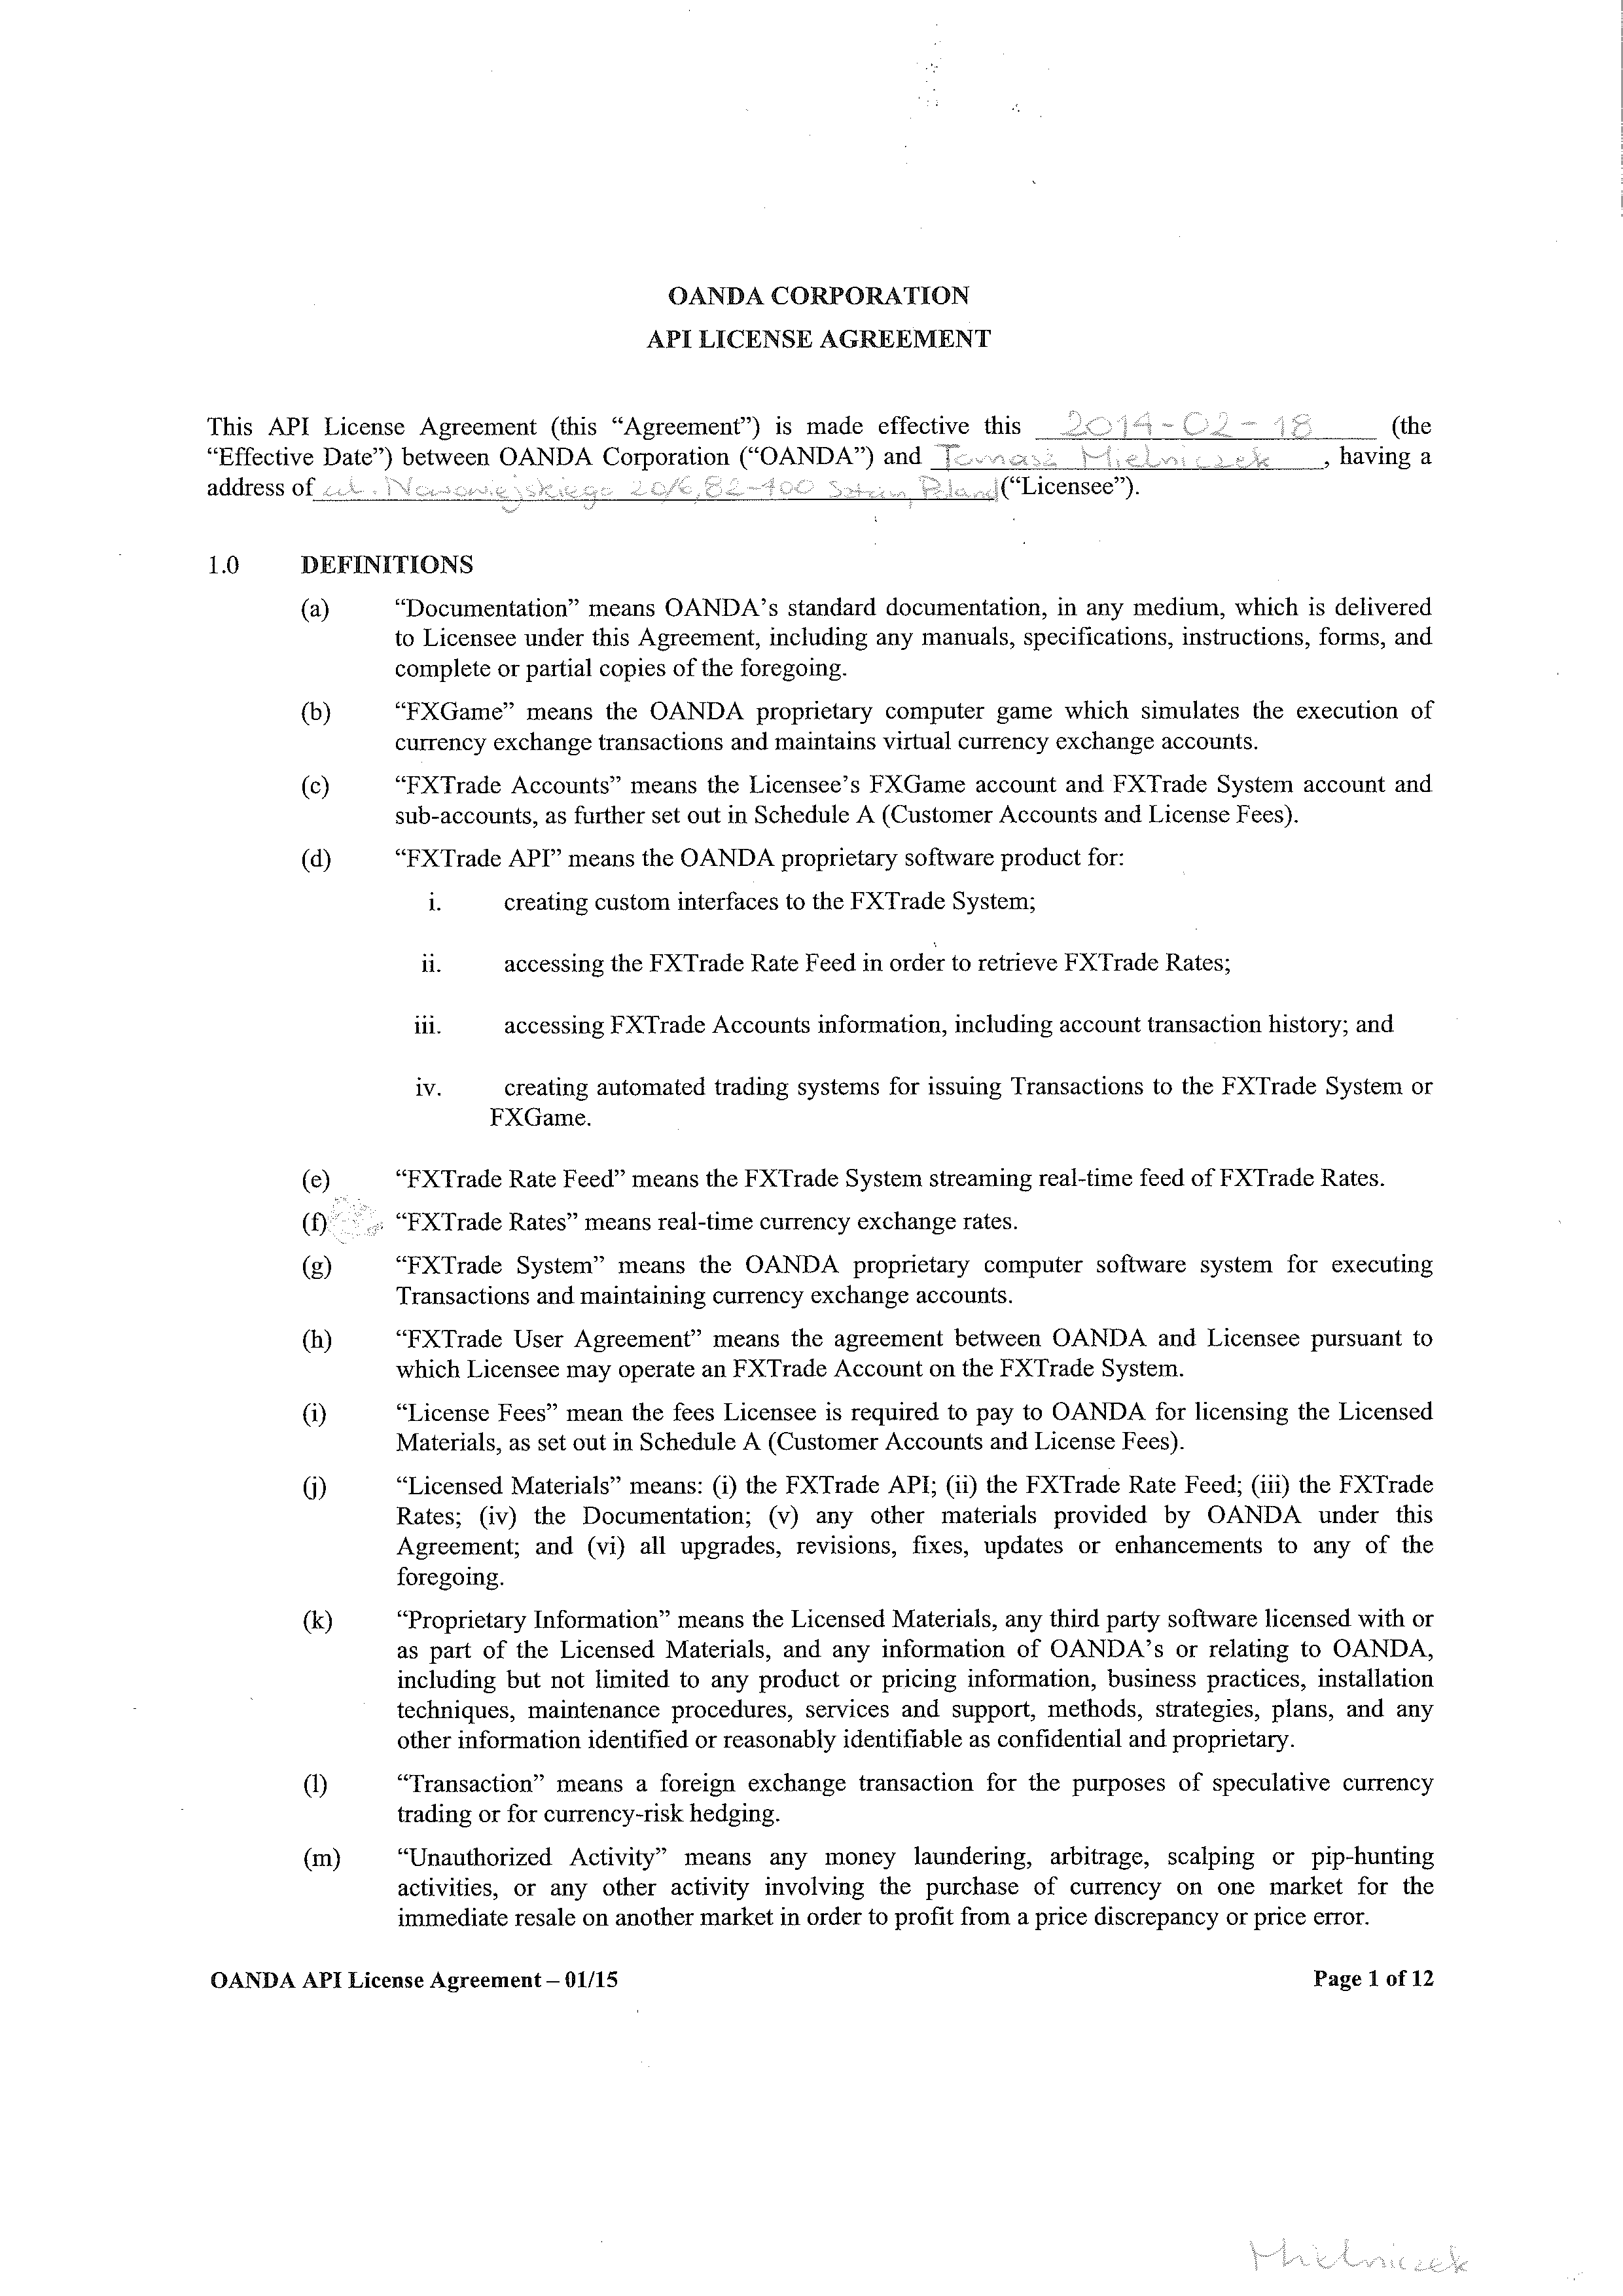 OANDA CORPORATION
API LICENSE AGREEMENT
This API License Agreement (this “Agreement”) is made effective this 2014-02-18 (the
“Effective Date”) between OANDA Corporation (“OANDA”) and Tomasz Mielniczek, having a
address of ul. Nowowiejskiego 20/6, 82-400 Sztum, Poland (“Licensee”).
1.0 DEFINITIONS
(a) “Documentation” means OANDA’s standard documentation, in any medium, which is delivered
to Licensee under this Agreement, including any manuals, specifications, instructions, forms, and
complete or partial copies of the foregoing.
(b) “FXGame” means the OANDA proprietary computer game which simulates the execution of
currency exchange transactions and maintains virtual currency exchange accounts.
(c) “FXTrade Accounts” means the Licensee’s FXGame account and FXTrade System account and
sub-accounts, as further set out in Schedule A (Customer Accounts and License Fees).
(d) “FXTrade API” means the OANDA proprietary software product for:
i. creating custom interfaces to the FXTrade System;
ii. accessing the FXTrade Rate Feed in order to retrieve FXTrade Rates;
iii. accessing FXTrade Accounts information, including account transaction history; and
iv. creating automated trading systems for issuing Transactions to the FXTrade System or
FXGame.
(e) “FXTrade Rate Feed” means the FXTrade System streaming real-time feed of FXTrade Rates.
(f) “FXTrade Rates” means real-time currency exchange rates.
(g) “FXTrade System” means the OANDA proprietary computer software system for executing
Transactions and maintaining currency exchange accounts.
(h) “FXTrade User Agreement” means the agreement between OANDA and Licensee pursuant to
which Licensee may operate an FXTrade Account on the FXTrade System.
(i) “License Fees” mean the fees Licensee is required to pay to OANDA for licensing the Licensed
Materials, as set out in Schedule A (Customer Accounts and License Fees).
(j) “Licensed Materials” means: (i) the FXTrade API; (ii) the FXTrade Rate Feed; (iii) the FXTrade
Rates; (iv) the Documentation; (v) any other materials provided by OANDA under this
Agreement; and (vi) all upgrades, revisions, fixes, updates or enhancements to any of the
foregoing.
(k) “Proprietary Information” means the Licensed Materials, any third party software licensed with or
as part of the Licensed Materials, and any information of OANDA’s or relating to OANDA,
including but not limited to any product or pricing information, business practices, installation
techniques, maintenance procedures, services and support, methods, strategies, plans, and any
other information identified or reasonably identifiable as confidential and proprietary.
(l) “Transaction” means a foreign exchange transaction for the purposes of speculative currency
trading or for currency-risk hedging.
(m) “Unauthorized Activity” means any money laundering, arbitrage, scalping or pip-hunting
activities, or any other activity involving the purchase of currency on one market for the
immediate resale on another market in order to profit from a price discrepancy or price error.
OANDA API License Agreement – 01/15 Page 1 of 12
Mielniczek